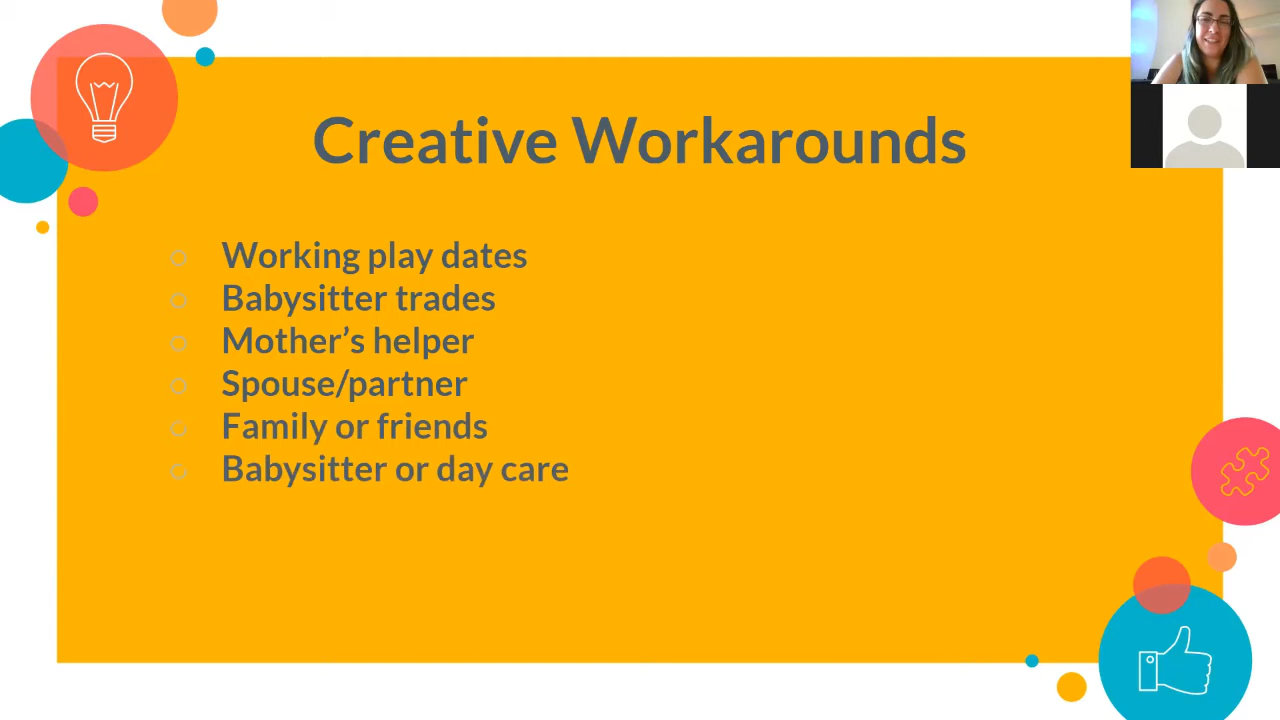 Creative Workarounds
Working play dates
Babysitter trades
Mother’s helper
Spouse/partner
Family or friends
Babysitter or day care